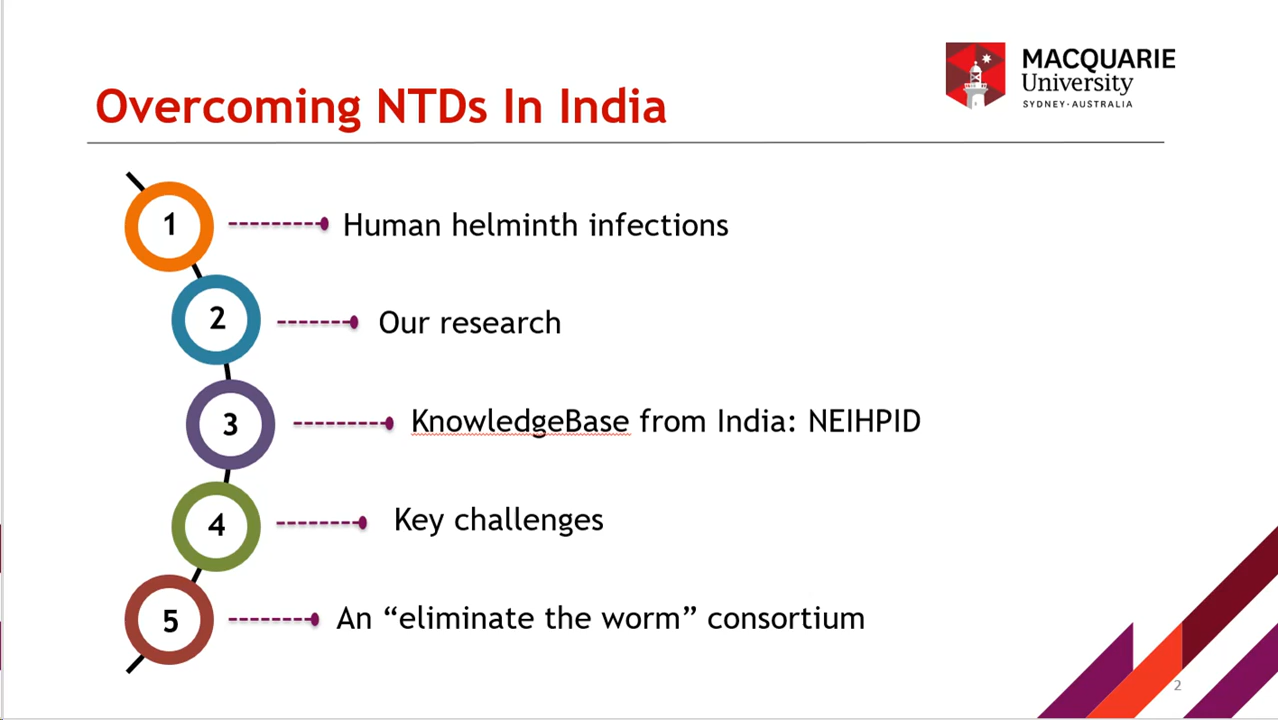 MACQUARIE
University
SYDNEY·AUSTRALIA
Overcoming NTDs In India
1
Human helminth infections
2
Our research
3
KnowledgeBase from India: NEIHPID
4
Key challenges
5
An “eliminate the worm” consortium
2